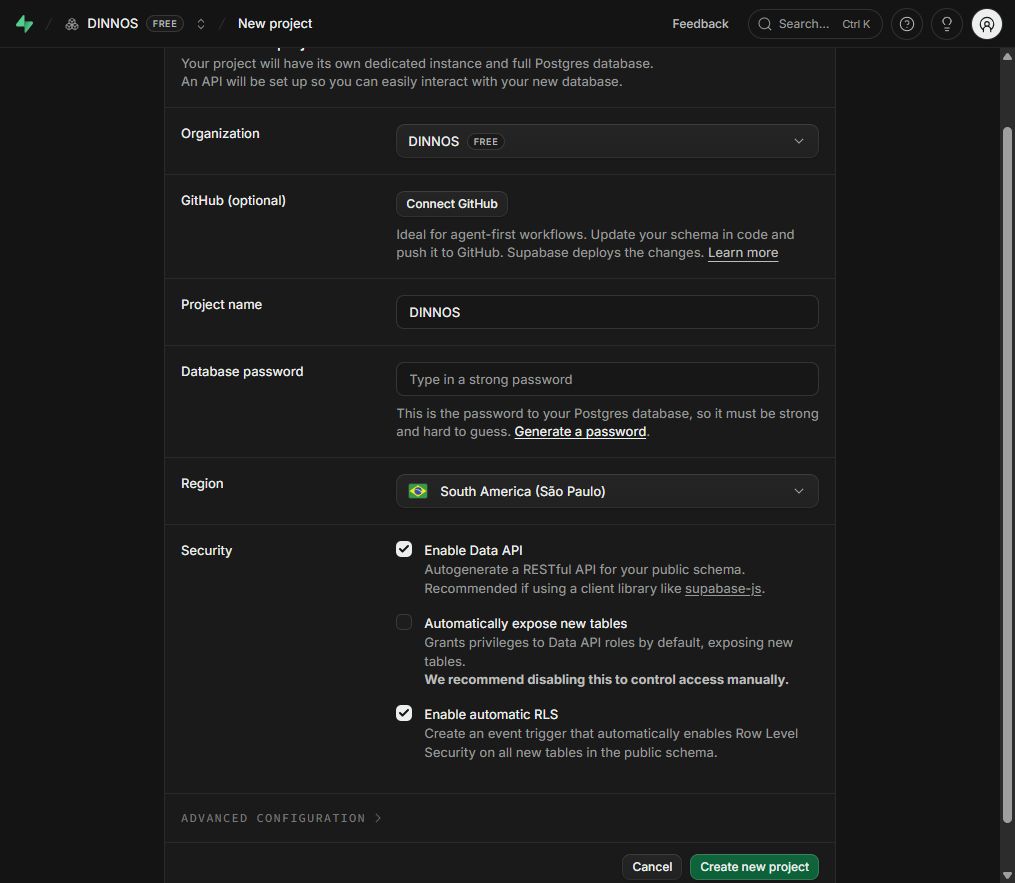 DINNOS FREE New project Feedback Search... Ctrl K
Your project will have its own dedicated instance and full Postgres database.
An API will be set up so you can easily interact with your new database.
Organization
DINNOS FREE
GitHub (optional)
Connect GitHub
Ideal for agent-first workflows. Update your schema in code and
push it to GitHub. Supabase deploys the changes. Learn more
Project name
DINNOS
Database password
Type in a strong password
This is the password to your Postgres database, so it must be strong
and hard to guess. Generate a password.
Region
South America (São Paulo)
Security
Enable Data API
Autogenerate a RESTful API for your public schema.
Recommended if using a client library like supabase-js.
Automatically expose new tables
Grants privileges to Data API roles by default, exposing new
tables.
We recommend disabling this to control access manually.
Enable automatic RLS
Create an event trigger that automatically enables Row Level
Security on all new tables in the public schema.
ADVANCED CONFIGURATION
Cancel
Create new project